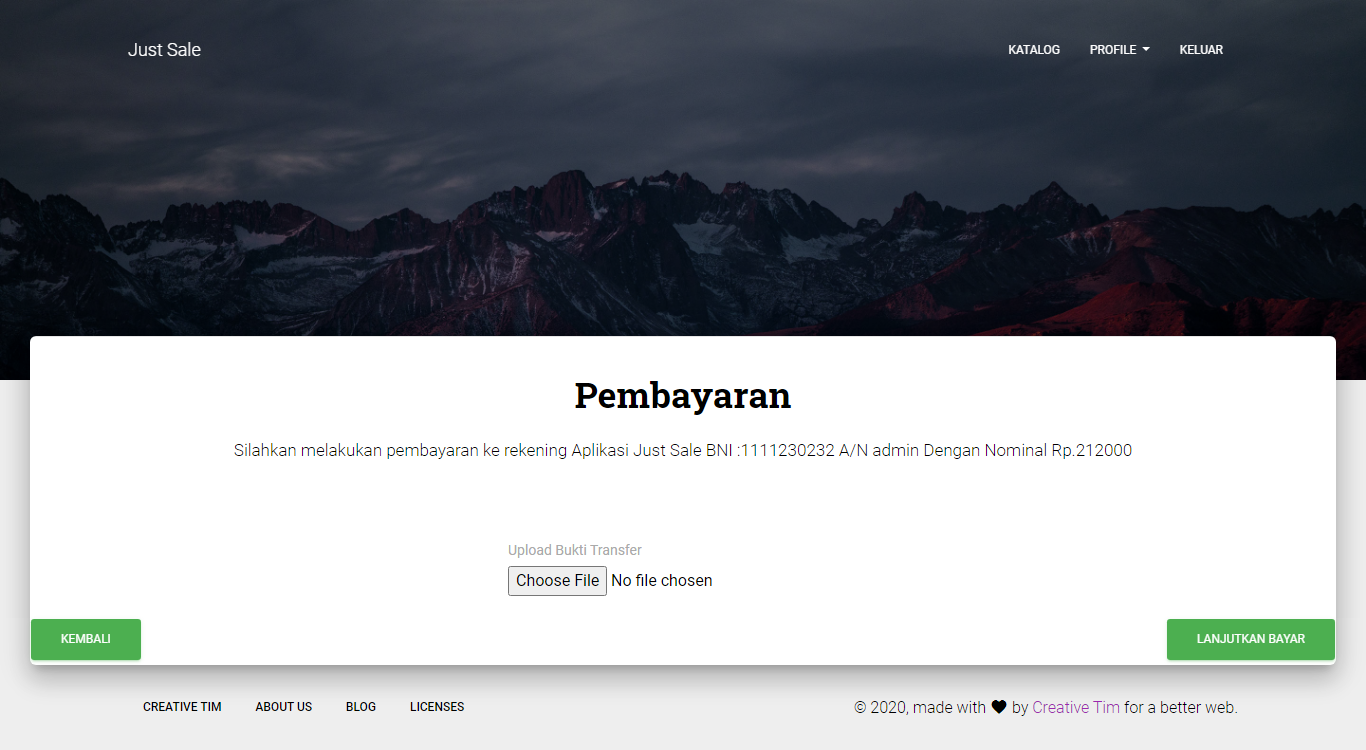 Just Sale
KATALOG
PROFILE
KELUAR
Pembayaran
Silahkan melakukan pembayaran ke rekening Aplikasi Just Sale BNI :1111230232 A/N admin Dengan Nominal Rp.212000
Upload Bukti Transfer
Choose File No file chosen
KEMBALI
LANJUTKAN BAYAR
CREATIVE TIM
ABOUT US
BLOG
LICENSES
© 2020, made with ♥ by Creative Tim for a better web.